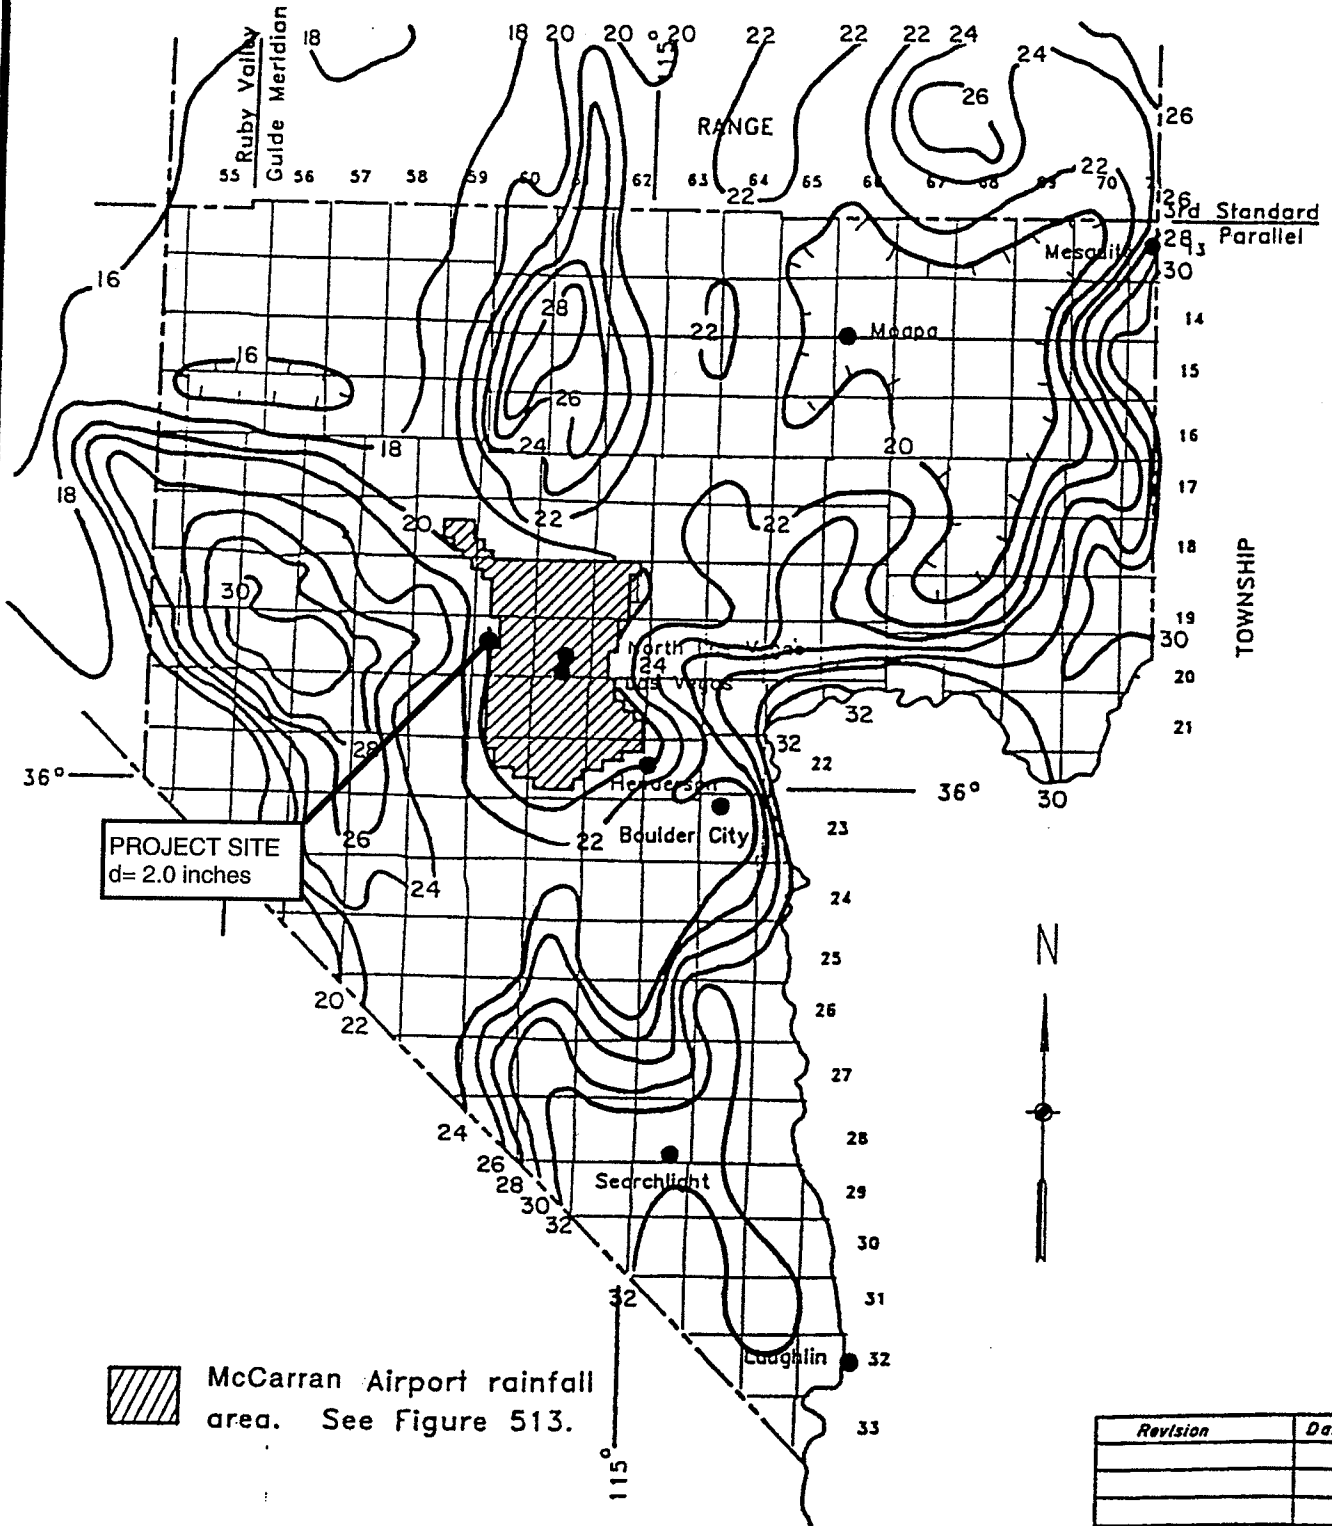 18 20 20 20 22 22 22 24
18
Ruby Valley
Guide Meridian
115°
24
26
26
RANGE
22
55 56 57 58 59 60 62 63 64 65 66 67 68 69 70
22
26
3rd Standard
Parallel
28
13
30
Mesquite
16
28
22
Moapa
14
16
15
26
18
24
20
16
18
17
20
22
22
18
TOWNSHIP
30
19
30
North Las Vegas
24
Las Vegas
20
32
21
28
32
22
36°
Henderson
36°
30
26
22
Boulder City
23
PROJECT SITE
d= 2.0 inches
24
24
25
N
20
22
26
27
24
28
26
28
Searchlight
29
30
32
30
32
31
Laughlin
32
McCarran Airport rainfall
area. See Figure 513.
33
115°
Revision